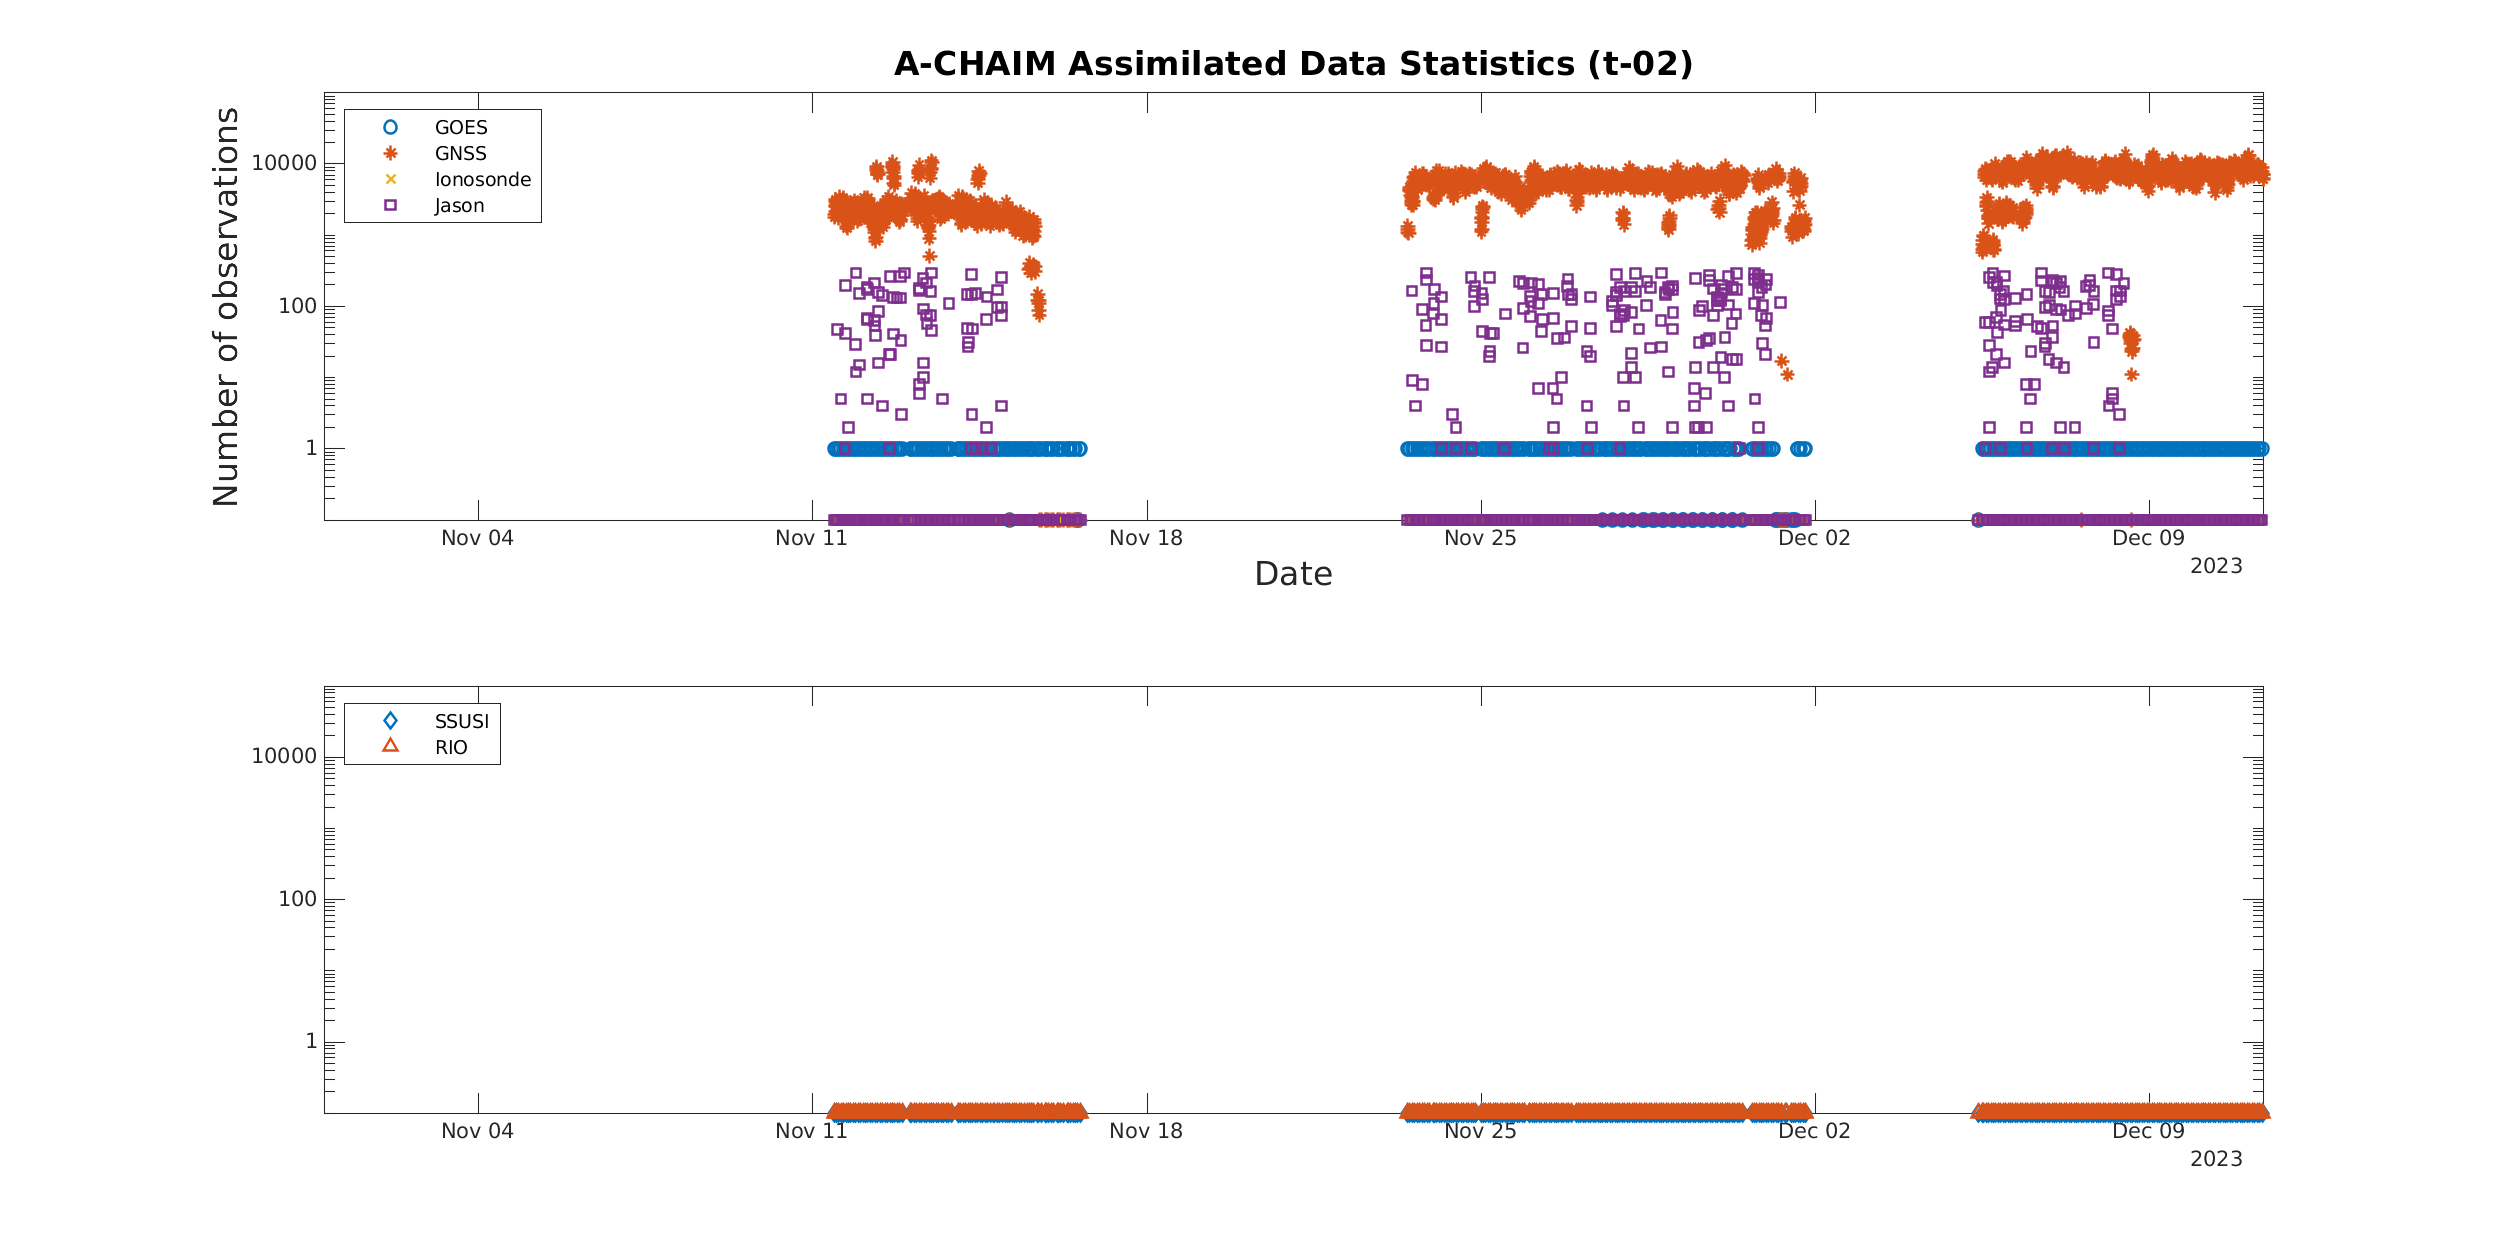 A-CHAIM Assimilated Data Statistics (t-02)
GOES
GNSS
Ionosonde
Jason
Number of observations
10000
100
1
Nov 04
Nov 11
Nov 18
Nov 25
Dec 02
Dec 09
2023
Date
SSUSI
RIO
10000
100
1
Nov 04
Nov 11
Nov 18
Nov 25
Dec 02
Dec 09
2023